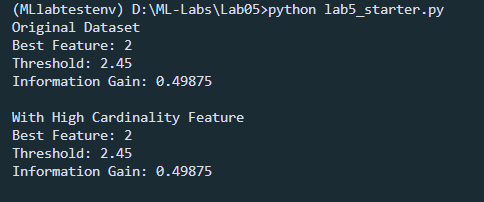 (MLlabtestenv) D:\ML-Labs\Lab05>python lab5_starter.py
Original Dataset
Best Feature: 2
Threshold: 2.45
Information Gain: 0.49875
With High Cardinality Feature
Best Feature: 2
Threshold: 2.45
Information Gain: 0.49875